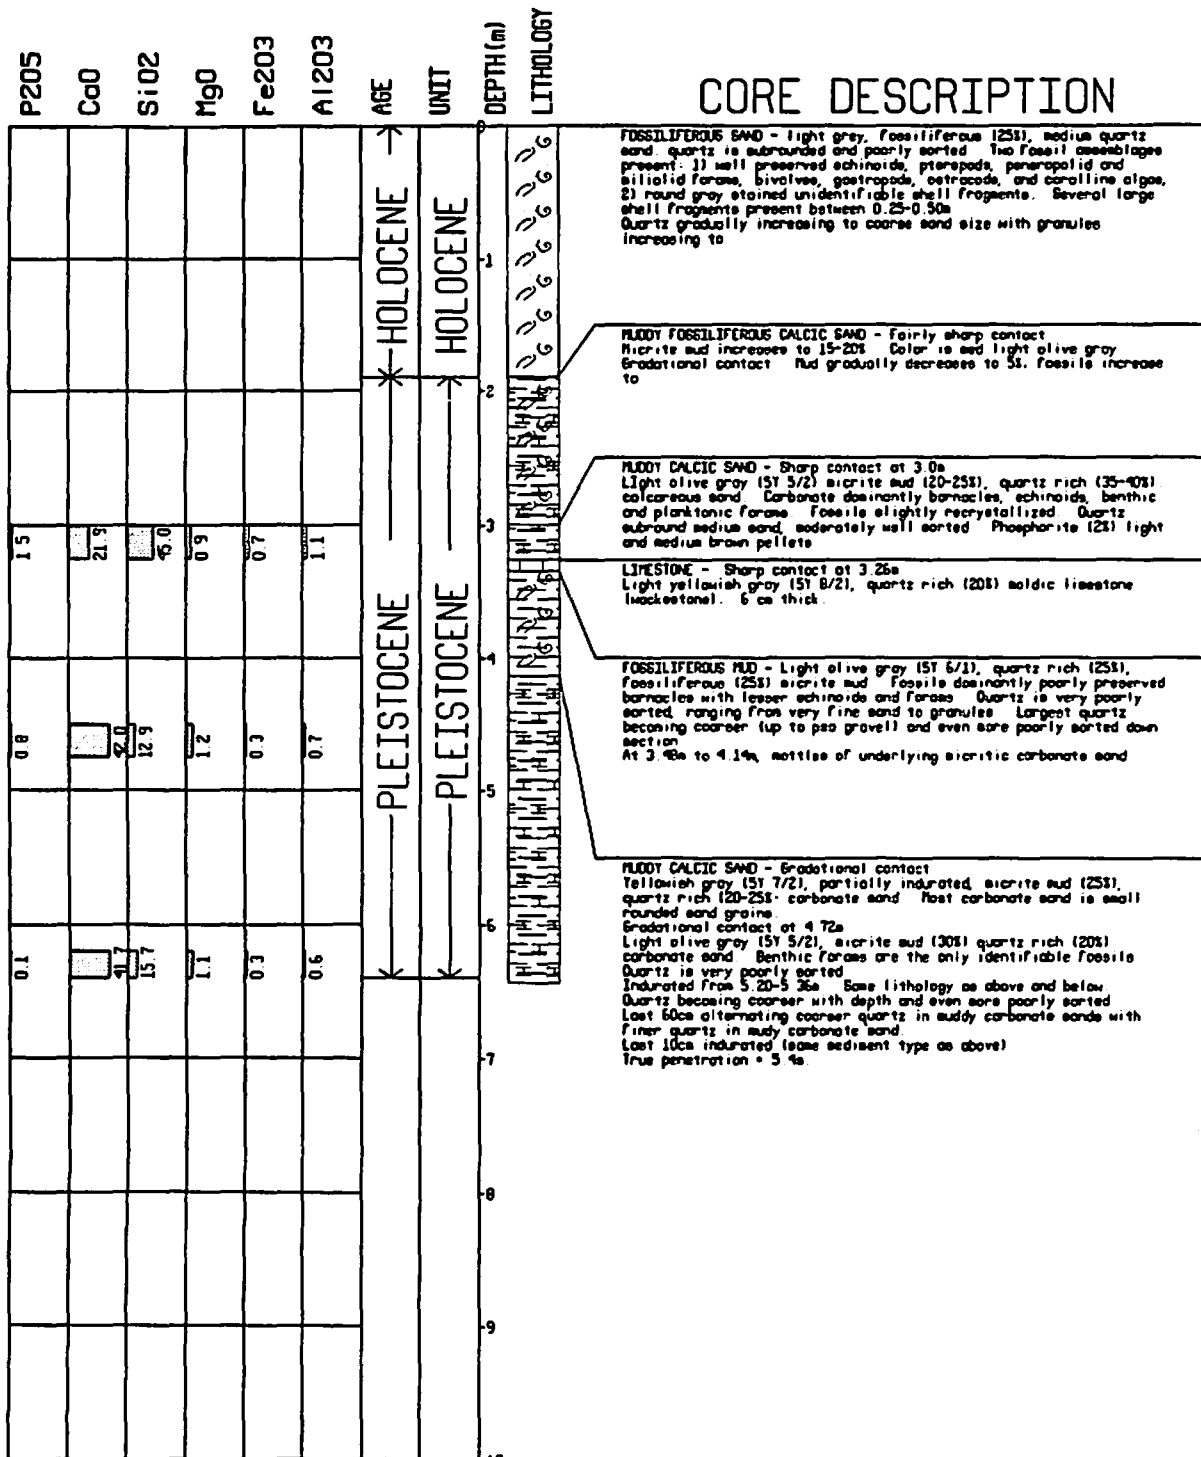 P2O5
CaO
SiO2
MgO
Fe2O3
Al2O3
AGE
UNIT
DEPTH(m)
LITHOLOGY
CORE DESCRIPTION
0
1
2
3
4
5
6
7
8
9
HOLOCENE
HOLOCENE
PLEISTOCENE
PLEISTOCENE
1.5
21.9
45.0
0.9
0.7
1.1
0.8
42.0
12.9
1.2
0.3
0.7
0.1
41.7
15.7
1.1
0.3
0.6
FOSSILIFEROUS SAND - light grey, fossiliferous (25%), medium quartz
sand. quartz is subrounded and poorly sorted Two fossil assemblages
present: 1) well preserved echinoids, pteropods, peneropolid and
miliolid forams, bivalves, gastropods, ostracods, and coralline algae,
2) round gray stained unidentifiable shell fragments. Several large
shell fragments present between 0.25-0.50m
Quartz gradually increasing to coarse sand size with granules
increasing to
MUDDY FOSSILIFEROUS CALCIC SAND - Fairly sharp contact
Micrite mud increases to 15-20% Color is med light olive gray
Gradational contact Mud gradually decreases to 5%, fossils increase
to
MUDDY CALCIC SAND - Sharp contact at 3.0m
Light olive gray (5Y 5/2) micrite mud (20-25%), quartz rich (35-40%)
calcareous sand. Carbonate dominantly barnacles, echinoids, benthic
and planktonic forams. Fossils slightly recrystallized. Quartz
subround medium sand, moderately well sorted Phosphorite (2%) light
and medium brown pellets
LIMESTONE - Sharp contact at 3.26m
Light yellowish gray (5Y 8/2), quartz rich (20%) moldic limestone
(wackestone). 6 cm thick.
FOSSILIFEROUS MUD - Light olive gray (5Y 6/1), quartz rich (25%),
fossiliferous (25%) micrite mud Fossils dominantly poorly preserved
barnacles with lesser echinoids and forams Quartz is very poorly
sorted, ranging from very fine sand to granules Largest quartz
becoming coarser (up to pea gravel) and even more poorly sorted down
section
At 3.48m to 4.14m, mottles of underlying micritic carbonate sand
MUDDY CALCIC SAND - Gradational contact
Yellowish gray (5Y 7/2), partially indurated, micrite mud (25%),
quartz rich (20-25%- carbonate sand Most carbonate sand is small
rounded sand grains.
Gradational contact at 4.72m
Light olive gray (5Y 5/2), micrite mud (30%) quartz rich (20%)
carbonate sand. Benthic forams are the only identifiable fossils
Quartz is very poorly sorted
Indurated from 5.20-5.36m Same lithology as above and below.
Quartz becoming coarser with depth and even more poorly sorted
Last 60cm alternating coarser quartz in muddy carbonate sands with
finer quartz in mudy carbonate sand.
Last 10cm indurated (same sediment type as above)
True penetration = 5.4m.